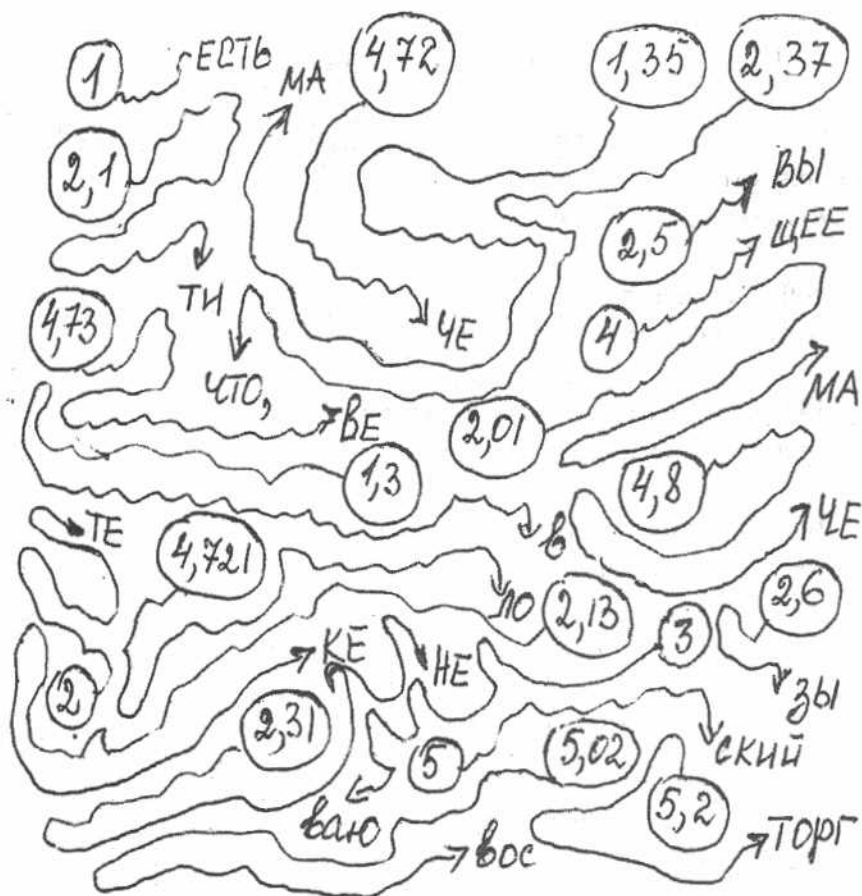 1 ЕСТЬ МА 4,72 1,35 2,37
2,1 ВЫ
2,5 ЩЕЕ
ТИ 4
4,73 ЧЕ
ЧТО, МА
ВЕ 2,01
1,3 4,8
ТЕ 4,721 в ЧЕ
ЛО 2,13 3 2,6
2 КЕ НЕ ЗЫ
2,31 5 5,02 СКИЙ
5,2
ваю вос ТОРГ